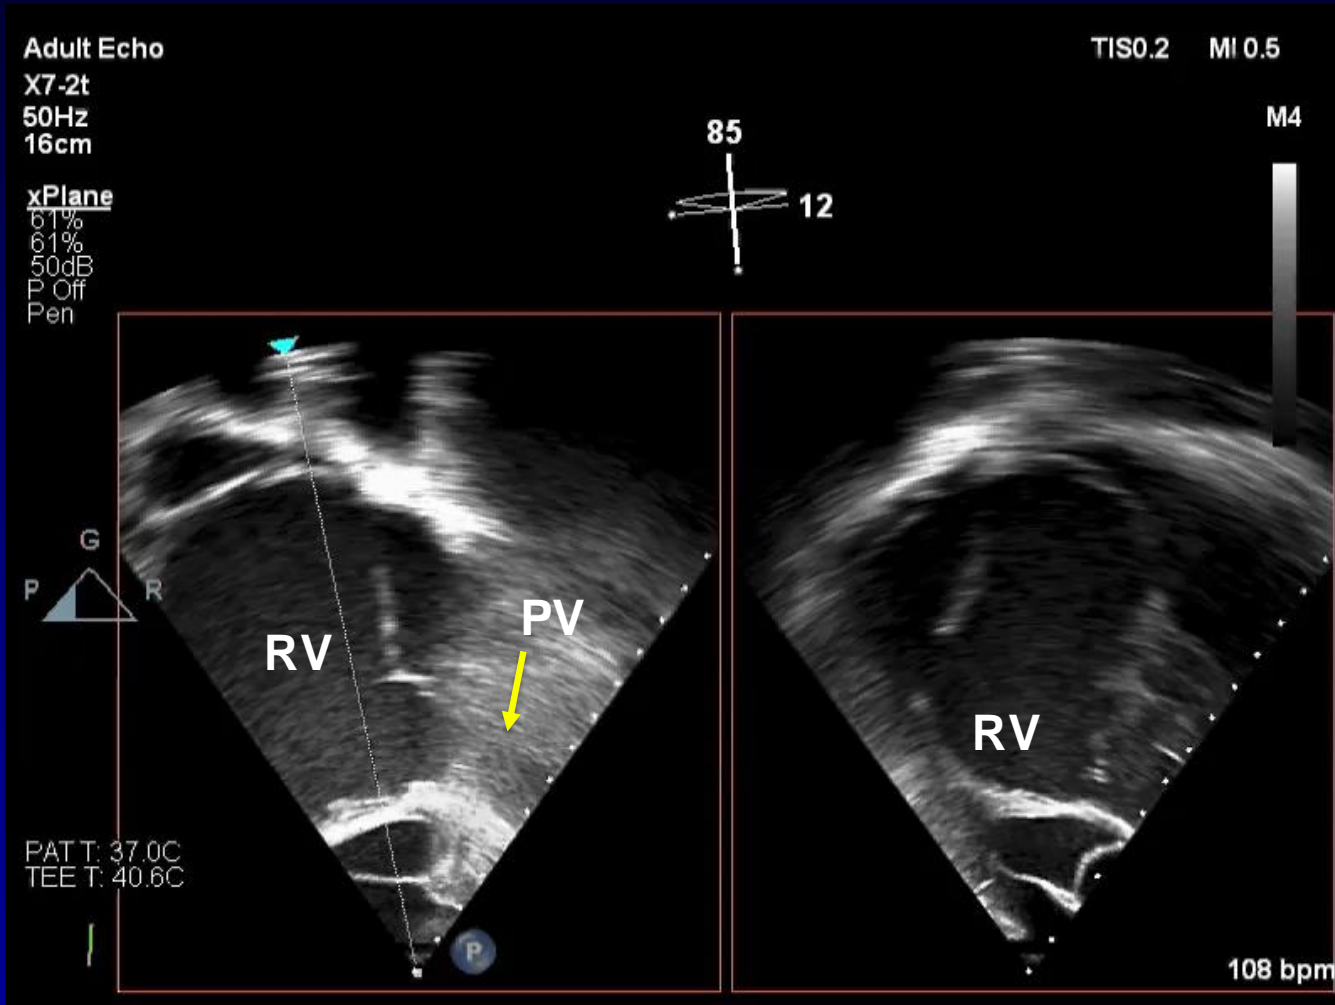 Adult Echo
TIS0.2 MI 0.5
X7-2t
50Hz
16cm
M4
85
12
xPlane
61%
61%
50dB
P Off
Pen
G
P R
PV
RV
RV
PAT T: 37.0C
TEE T: 40.6C
P
108 bpm